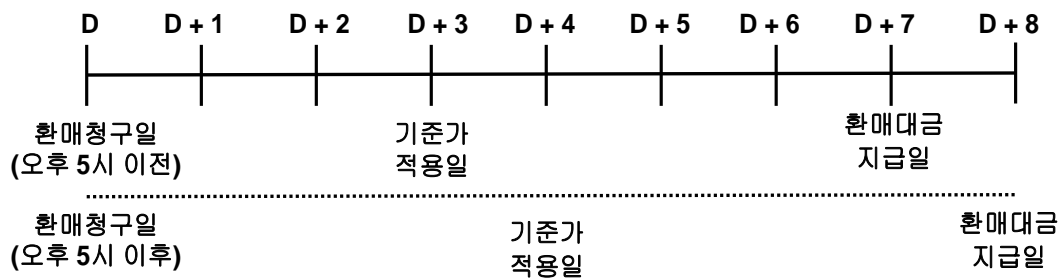 D D + 1 D + 2 D + 3 D + 4 D + 5 D + 6 D + 7 D + 8
환매청구일
(오후 5시 이전)
기준가
적용일
환매대금
지급일
환매청구일
(오후 5시 이후)
기준가
적용일
환매대금
지급일